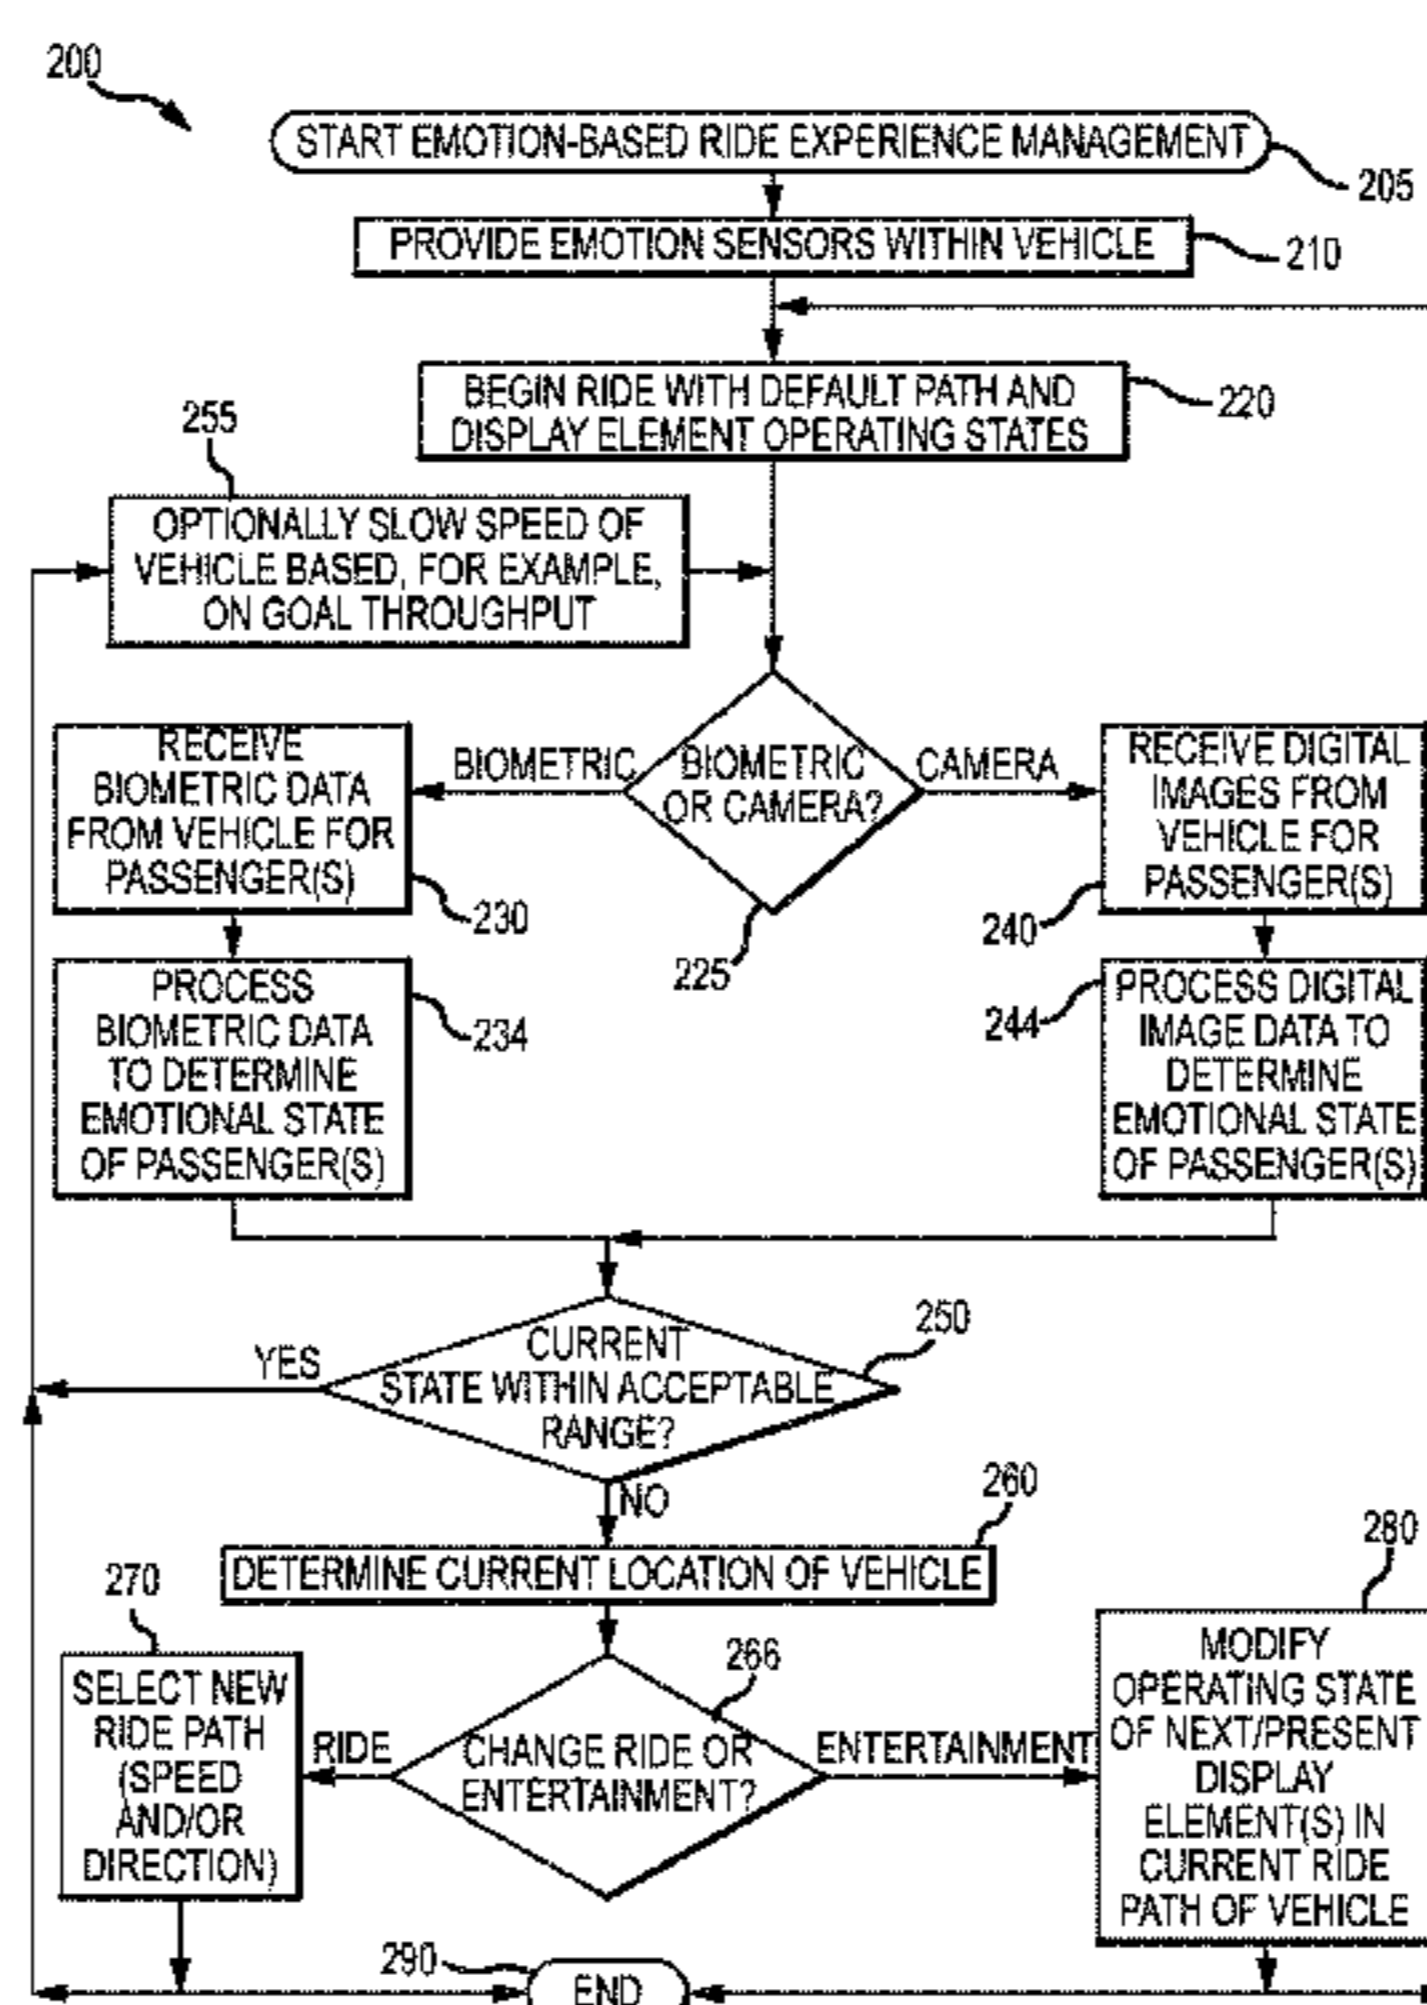 200
START EMOTION-BASED RIDE EXPERIENCE MANAGEMENT
205
PROVIDE EMOTION SENSORS WITHIN VEHICLE
210
BEGIN RIDE WITH DEFAULT PATH AND
DISPLAY ELEMENT OPERATING STATES
220
255
OPTIONALLY SLOW SPEED OF
VEHICLE BASED, FOR EXAMPLE,
ON GOAL THROUGHPUT
BIOMETRIC
OR CAMERA?
225
BIOMETRIC
CAMERA
RECEIVE
BIOMETRIC DATA
FROM VEHICLE FOR
PASSENGER(S)
230
RECEIVE DIGITAL
IMAGES FROM
VEHICLE FOR
PASSENGER(S)
240
PROCESS
BIOMETRIC DATA
TO DETERMINE
EMOTIONAL STATE
OF PASSENGER(S)
234
PROCESS DIGITAL
IMAGE DATA TO
DETERMINE
EMOTIONAL STATE
OF PASSENGER(S)
244
CURRENT
STATE WITHIN ACCEPTABLE
RANGE?
250
YES
NO
DETERMINE CURRENT LOCATION OF VEHICLE
260
CHANGE RIDE OR
ENTERTAINMENT?
266
RIDE
ENTERTAINMENT
270
SELECT NEW
RIDE PATH
(SPEED
AND/OR
DIRECTION)
280
MODIFY
OPERATING STATE
OF NEXT/PRESENT
DISPLAY
ELEMENT(S) IN
CURRENT RIDE
PATH OF VEHICLE
290
END